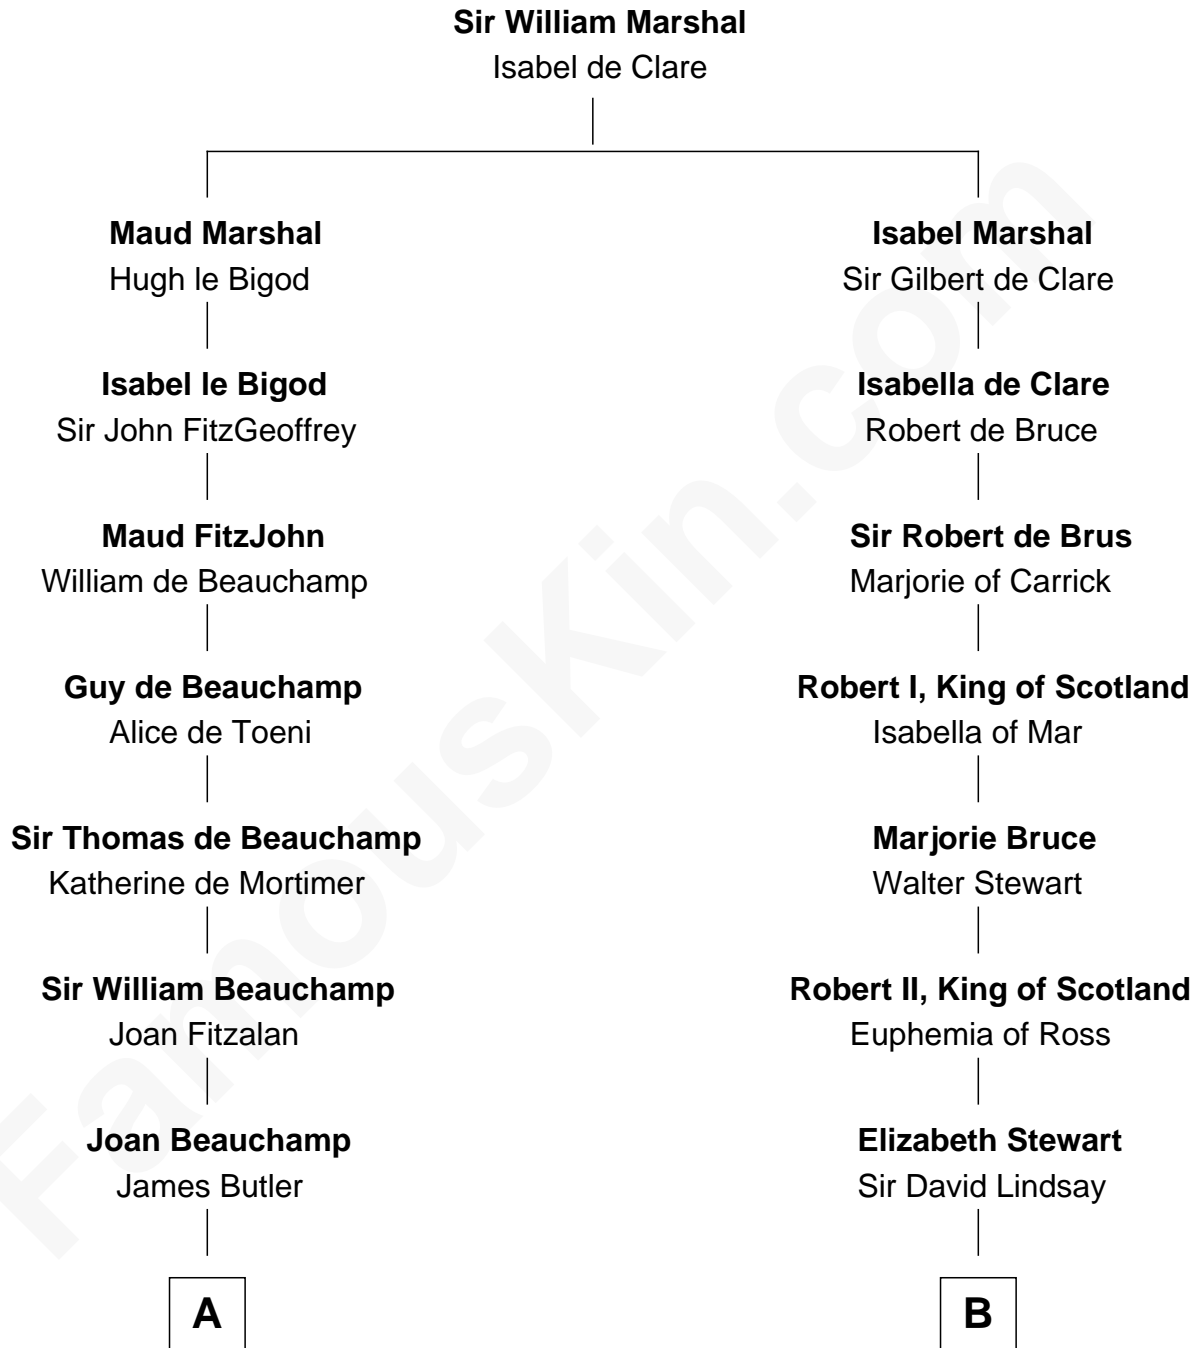 Sir William Marshal
Isabel de Clare
Maud Marshal
Hugh le Bigod
Isabel Marshal
Sir Gilbert de Clare
Isabel le Bigod
Sir John FitzGeoffrey
Isabella de Clare
Robert de Bruce
Maud FitzJohn
William de Beauchamp
Sir Robert de Brus
Marjorie of Carrick
Guy de Beauchamp
Alice de Toeni
Robert I, King of Scotland
Isabella of Mar
Sir Thomas de Beauchamp
Katherine de Mortimer
Marjorie Bruce
Walter Stewart
Sir William Beauchamp
Joan Fitzalan
Robert II, King of Scotland
Euphemia of Ross
Joan Beauchamp
James Butler
Elizabeth Stewart
Sir David Lindsay
A
B
FamousKin.com